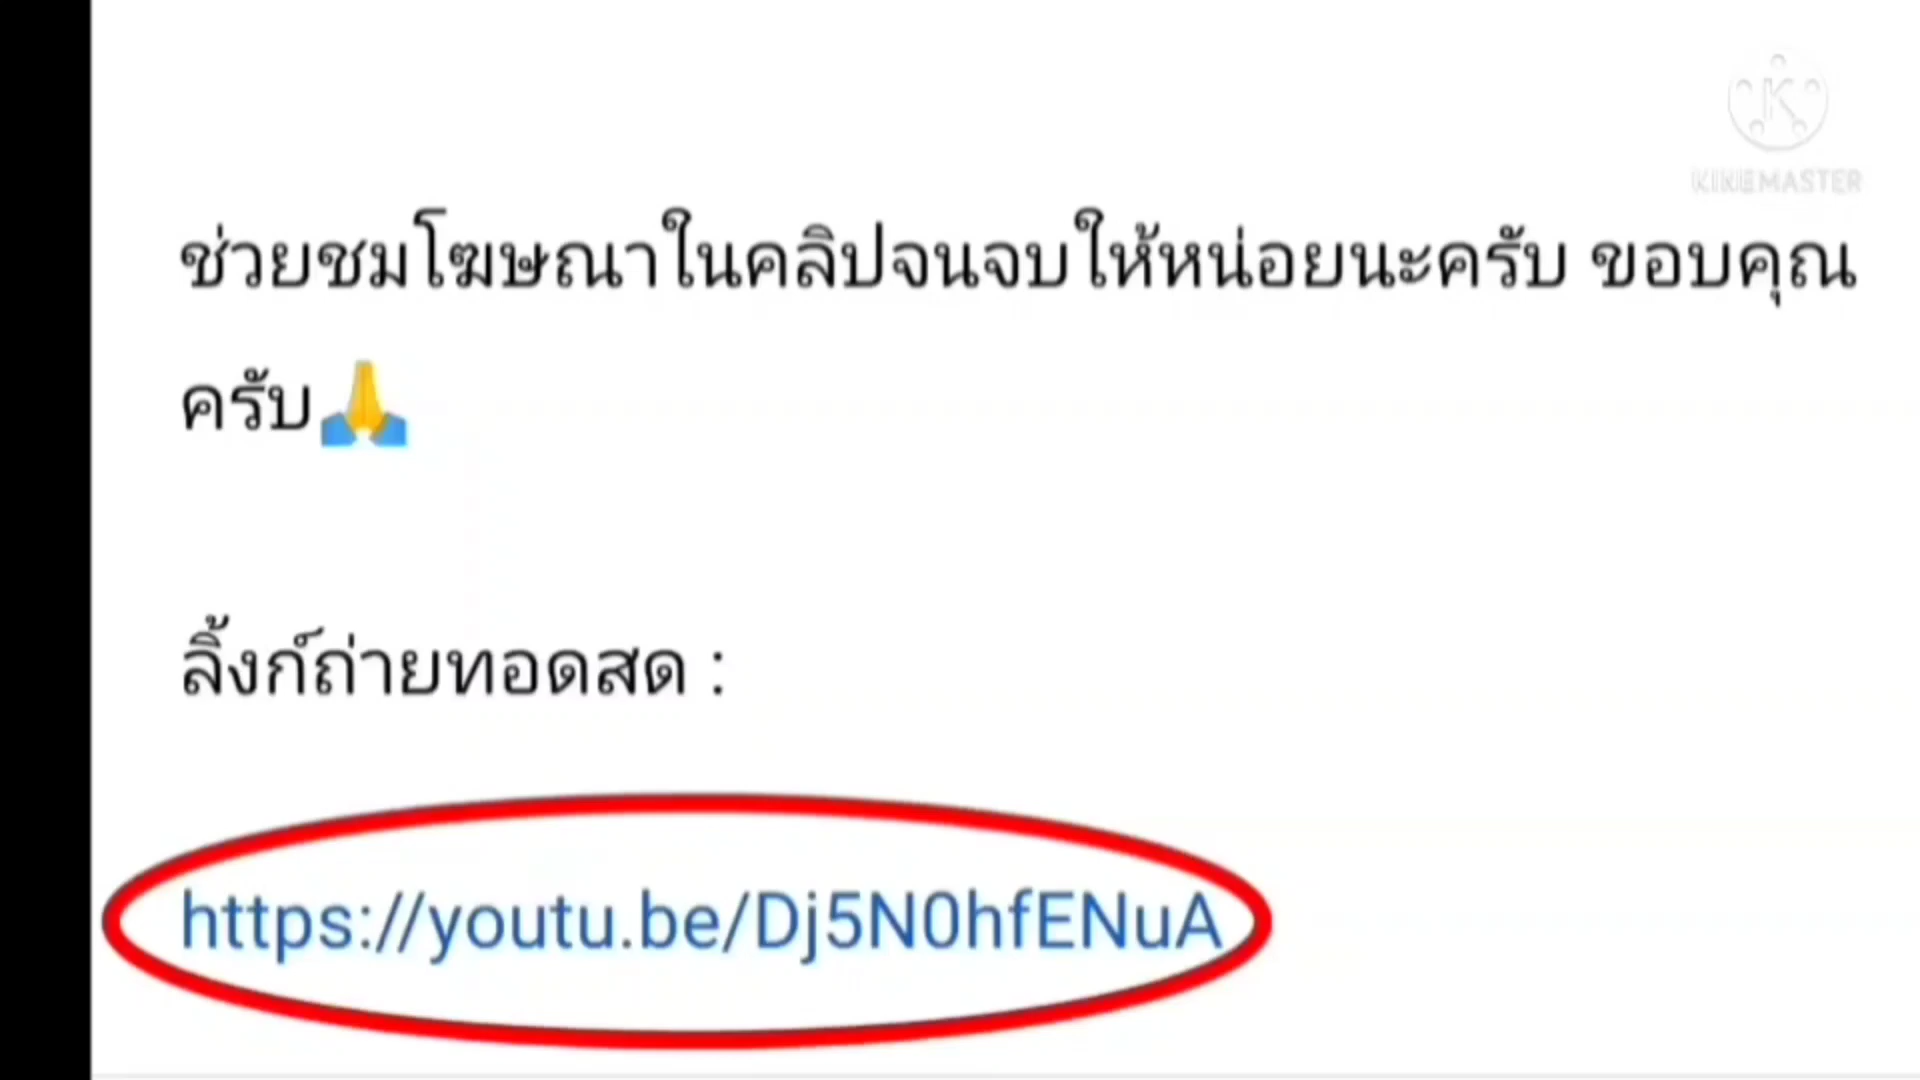 KINEMASTER
ช่วยชมโฆษณาในคลิปจนจบให้หน่อยนะครับ ขอบคุณ
ครับ🙏
ลิ้งก์ถ่ายทอดสด :
https://youtu.be/Dj5N0hfENuA